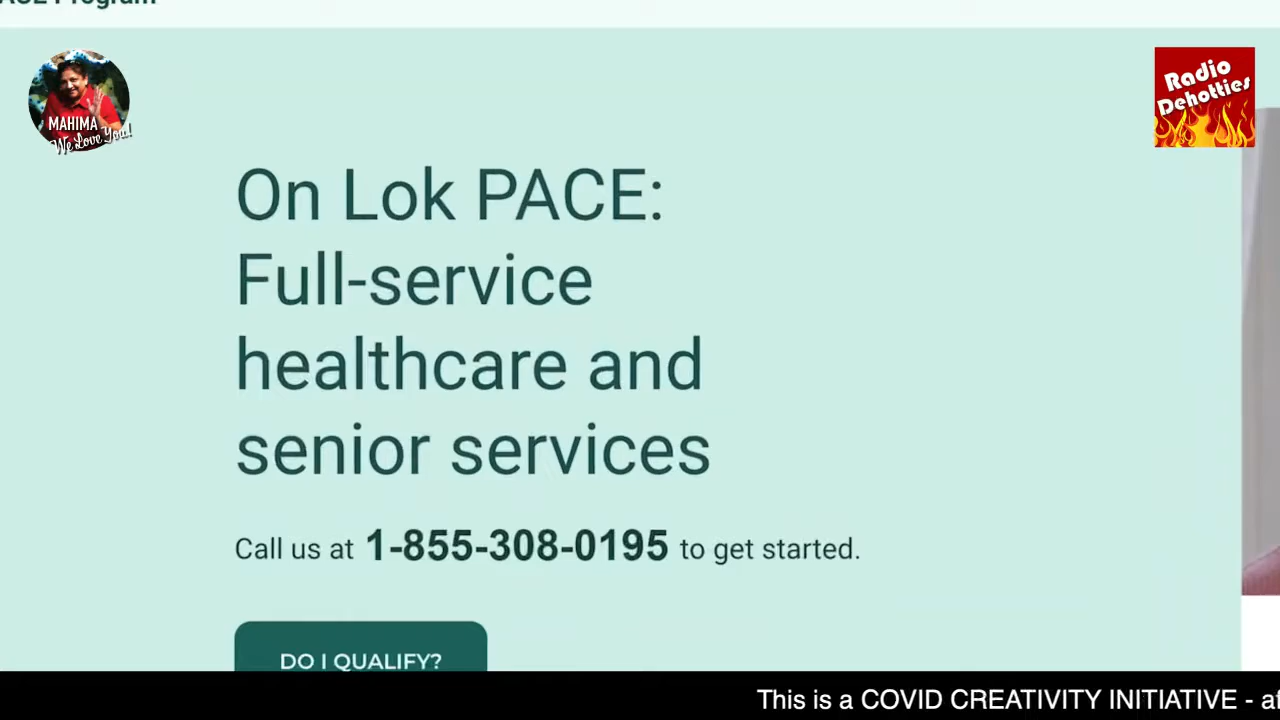 MAHIMA
We Love You!
Radio
Dehotties
On Lok PACE:
Full-service
healthcare and
senior services
Call us at 1-855-308-0195 to get started.
DO I QUALIFY?
This is a COVID CREATIVITY INITIATIVE -